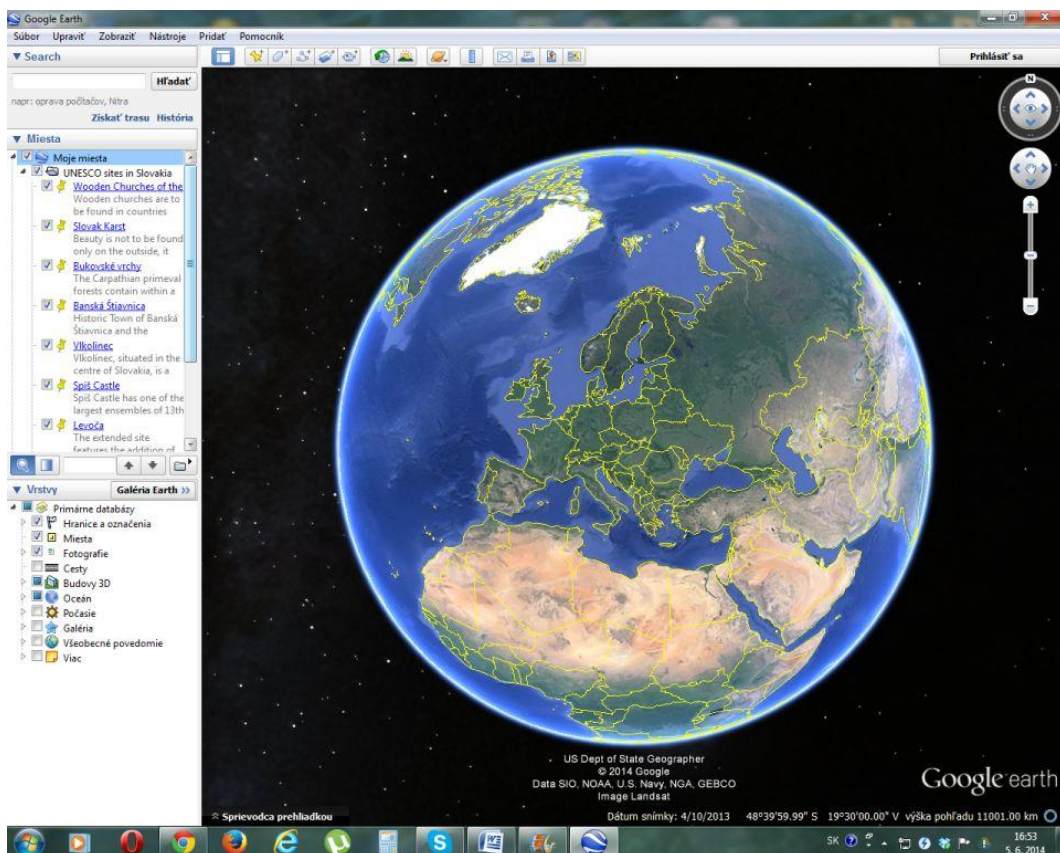 Google Earth
Súbor Upraviť Zobraziť Nástroje Pridať Pomocník
Search
Hľadať
napr: oprava počítačov, Nitra
Získať trasu História
Prihlásiť sa
N
Miesta
Moje miesta
UNESCO sites in Slovakia
Wooden Churches of the
Wooden churches are to
be found in countries
Slovak Karst
Beauty is not to be found
only on the outside, it
Bukovské vrchy
The Carpathian primeval
forests contain within a
Banská Štiavnica
Historic Town of Banská
Štiavnica and the
Vlkolinec
Vlkolinec, situated in the
centre of Slovakia, is a
Spiš Castle
Spiš Castle has one of the
largest ensembles of 13th
Levoča
The extended site
features the addition of
Vrstvy
Galéria Earth >>
Primárne databázy
Hranice a označenia
Miesta
Fotografie
Cesty
Budovy 3D
Oceán
Počasie
Galéria
Všeobecné povedomie
Viac
US Dept of State Geographer
© 2014 Google
Data SIO, NOAA, U.S. Navy, NGA, GEBCO
Image Landsat
Google earth
Sprievodca prehliadkou
Dátum snímky: 4/10/2013 48°39'59.99" S 19°30'00.00" V výška pohľadu 11001.00 km
SK
16:53
5. 6. 2014